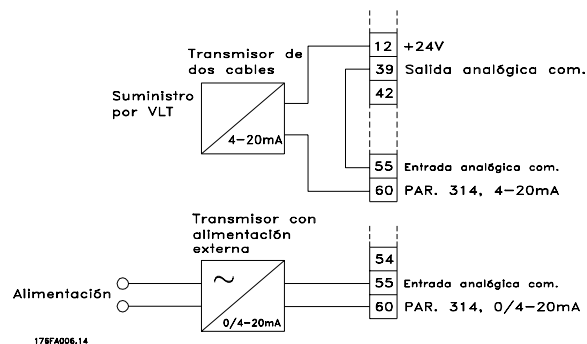 Transmisor de
dos cables
Suministro
por VLT
4-20mA
12 +24V
39 Salida analógica com.
42
55 Entrada analógica com.
60 PAR. 314, 4-20mA
Transmisor con
alimentación
externa
Alimentación
~
0/4-20mA
54
55 Entrada analógica com.
60 PAR. 314, 0/4-20mA
176FA006.14